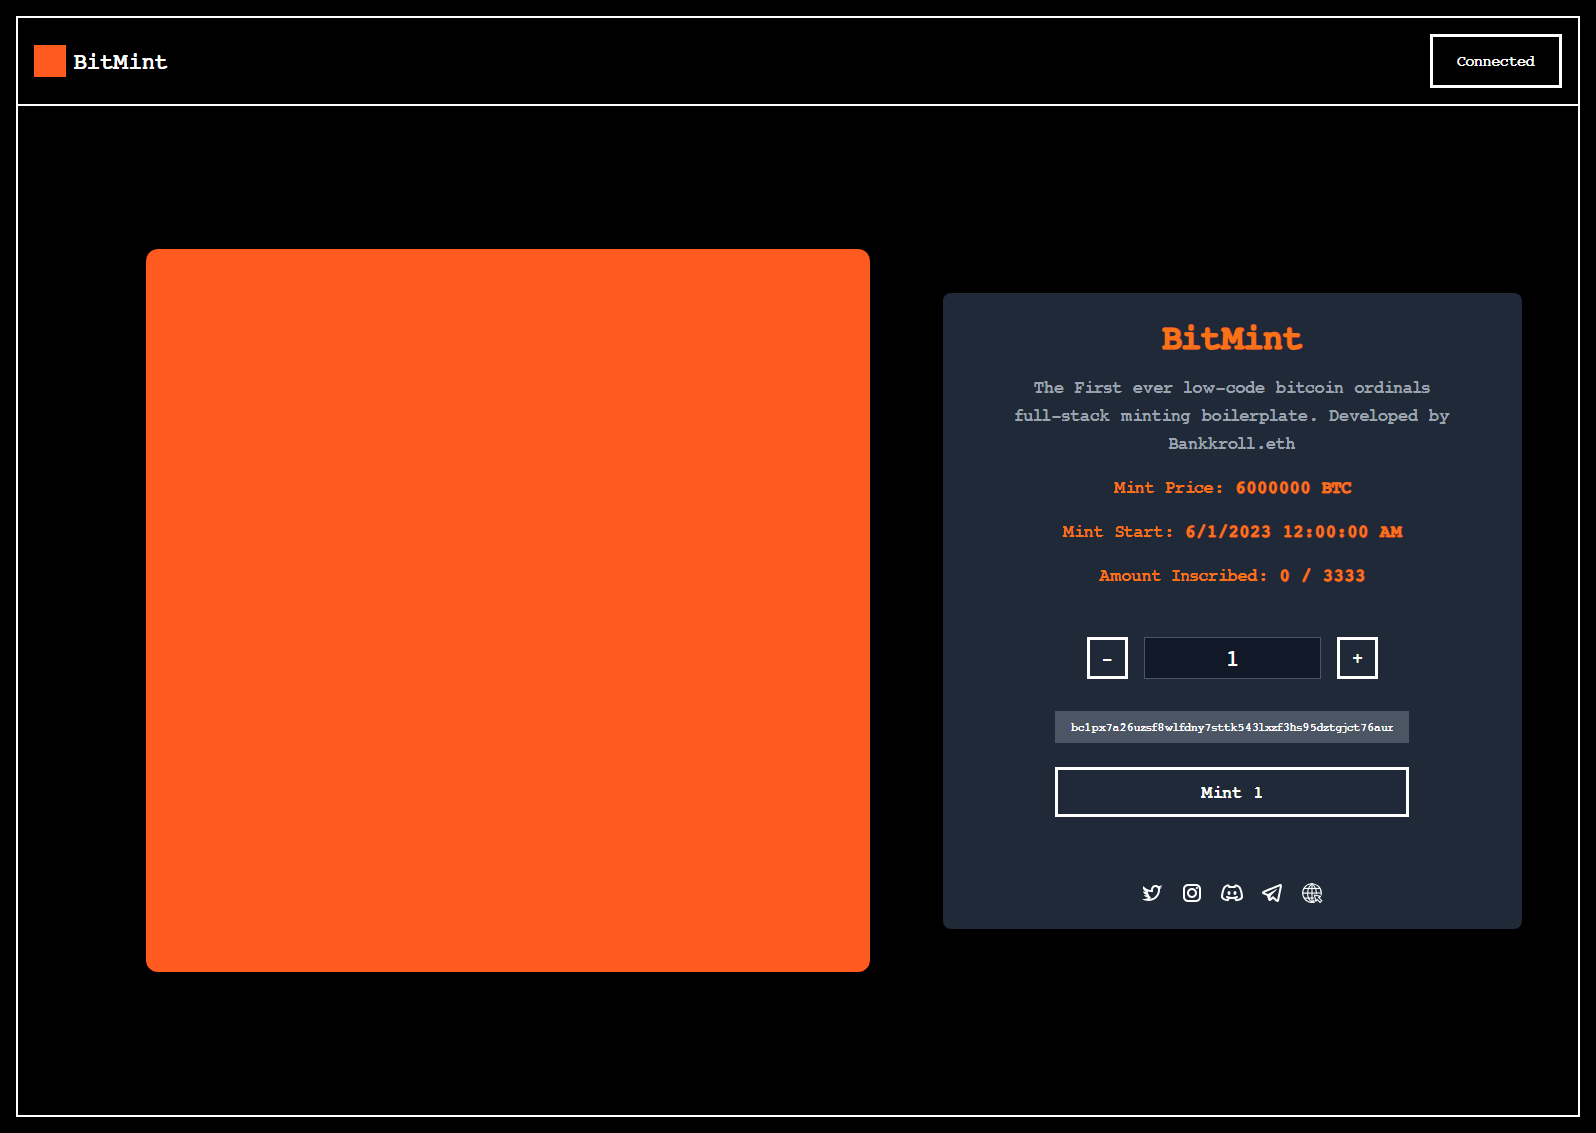 BitMint
Connected
BitMint
The First ever low-code bitcoin ordinals
full-stack minting boilerplate. Developed by
Bankkroll.eth
Mint Price: 6000000 BTC
Mint Start: 6/1/2023 12:00:00 AM
Amount Inscribed: 0 / 3333
- 1 +
bc1px7a26uzsf8wlfdny7sttk543lxzf3hs95dztgjct76aur
Mint 1